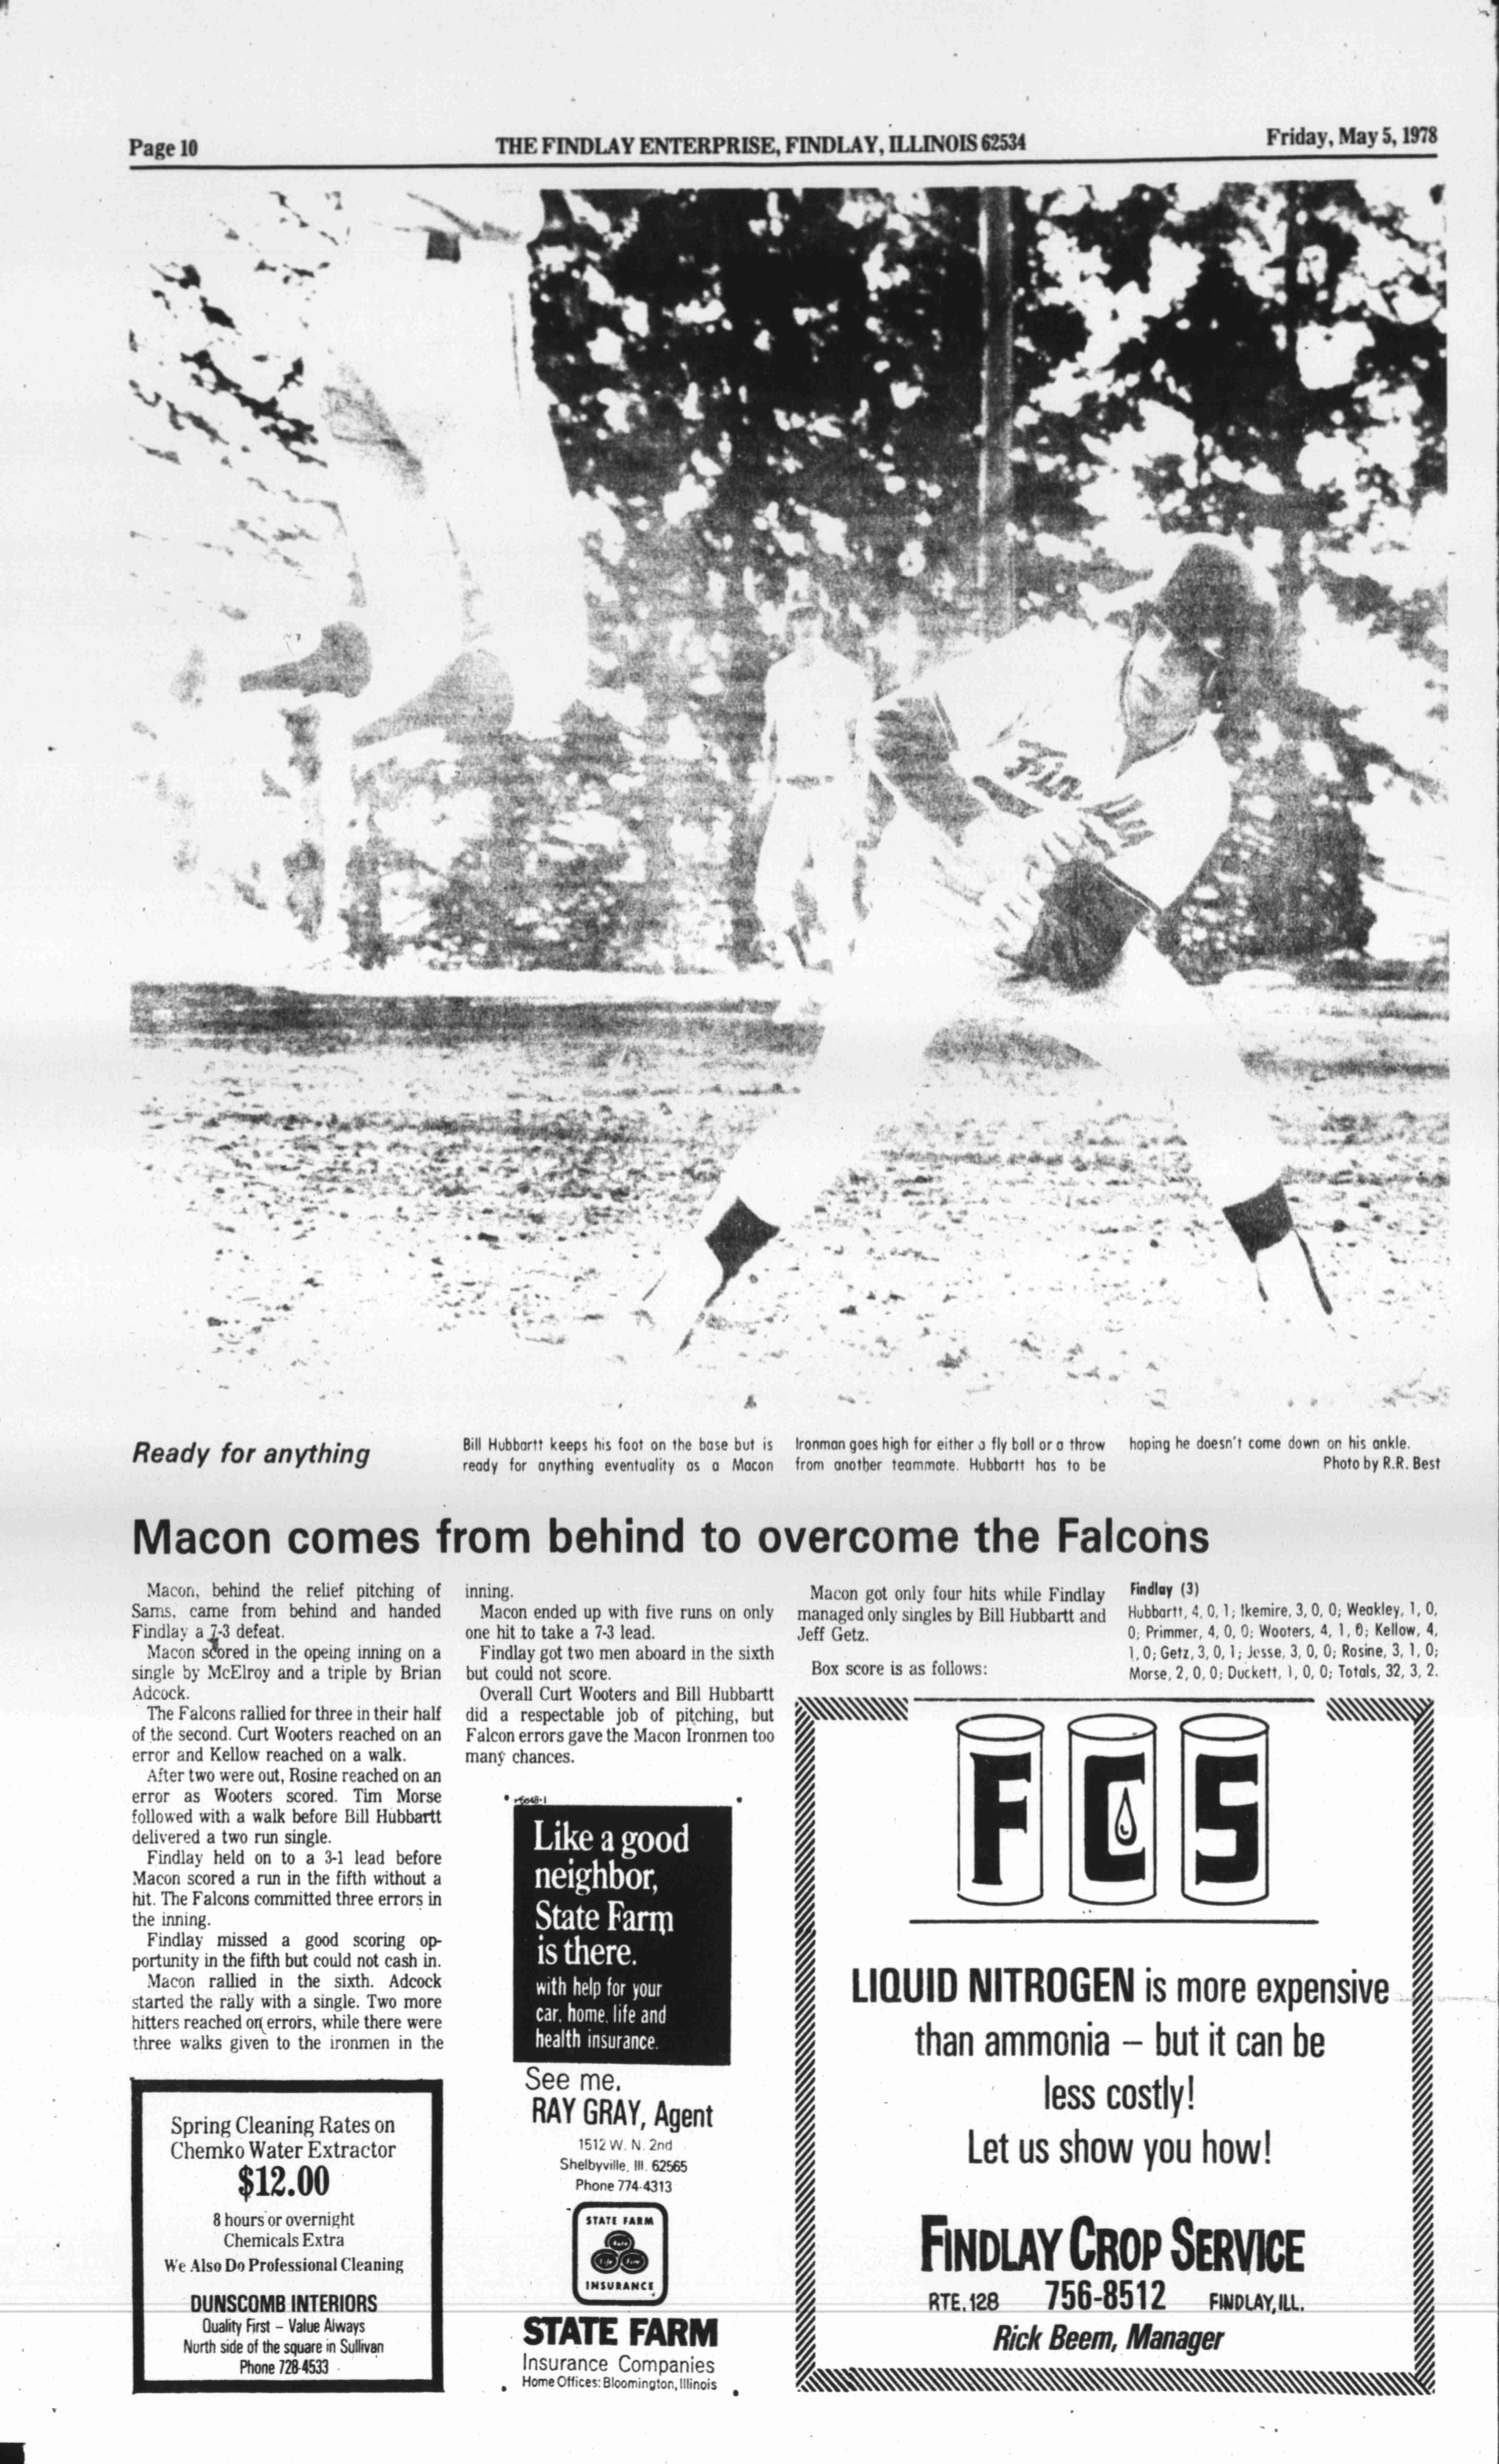 Page 10
THE FINDLAY ENTERPRISE, FINDLAY, ILLINOIS 62534
Friday, May 5, 1978
Ready for anything
Bill Hubbartt keeps his foot on the base but is
ready for anything eventuality as a Macon
Ironman goes high for either a fly ball or a throw
from another teammate. Hubbartt has to be
hoping he doesn't come down on his ankle.
Photo by R.R. Best
Macon comes from behind to overcome the Falcons
Macon, behind the relief pitching of
Sams, came from behind and handed
Findlay a 7-3 defeat.
Macon scored in the opeing inning on a
single by McElroy and a triple by Brian
Adcock.
The Falcons rallied for three in their half
of the second. Curt Wooters reached on an
error and Kellow reached on a walk.
After two were out, Rosine reached on an
error as Wooters scored. Tim Morse
followed with a walk before Bill Hubbartt
delivered a two run single.
Findlay held on to a 3-1 lead before
Macon scored a run in the fifth without a
hit. The Falcons committed three errors in
the inning.
Findlay missed a good scoring op-
portunity in the fifth but could not cash in.
Macon rallied in the sixth. Adcock
started the rally with a single. Two more
hitters reached on errors, while there were
three walks given to the ironmen in the
inning.
Macon ended up with five runs on only
one hit to take a 7-3 lead.
Findlay got two men aboard in the sixth
but could not score.
Overall Curt Wooters and Bill Hubbartt
did a respectable job of pitching, but
Falcon errors gave the Macon Ironmen too
many chances.
Macon got only four hits while Findlay
managed only singles by Bill Hubbartt and
Jeff Getz.
Box score is as follows:
Findlay (3)
Hubbartt, 4, 0, 1; Ikemire, 3, 0, 0; Weakley, 1, 0,
0; Primmer, 4, 0, 0; Wooters, 4, 1, 0; Kellow, 4,
1, 0; Getz, 3, 0, 1; Jesse, 3, 0, 0; Rosine, 3, 1, 0;
Morse, 2, 0, 0; Duckett, 1, 0, 0; Totals, 32, 3, 2.
Spring Cleaning Rates on
Chemko Water Extractor
$12.00
8 hours or overnight
Chemicals Extra
We Also Do Professional Cleaning
DUNSCOMB INTERIORS
Quality First – Value Always
North side of the square in Sullivan
Phone 728-4533
Like a good
neighbor,
State Farm
is there.
with help for your
car, home, life and
health insurance.
See me.
RAY GRAY, Agent
1512 W. N. 2nd
Shelbyville, Ill. 62565
Phone 774-4313
STATE FARM
Auto
Life Fire
INSURANCE
STATE FARM
Insurance Companies
Home Offices: Bloomington, Illinois
FCS
LIQUID NITROGEN is more expensive
than ammonia – but it can be
less costly!
Let us show you how!
FINDLAY CROP SERVICE
RTE. 128 756-8512 FINDLAY, ILL.
Rick Beem, Manager